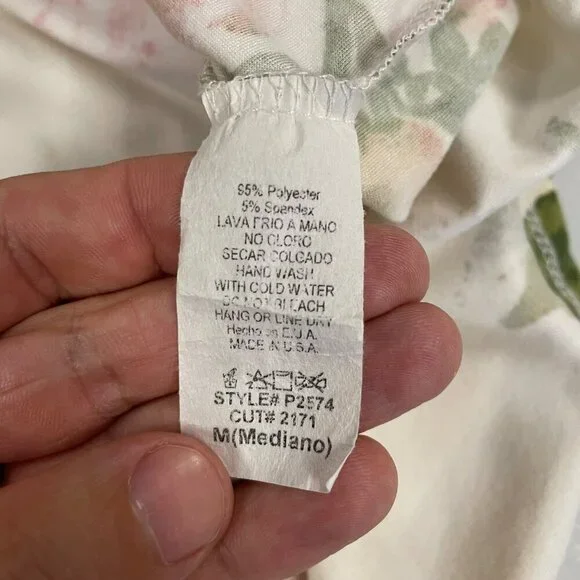 95% Polyester
5% Spandex
LAVA FRIO A MANO
NO CLORO
SECAR COLGADO
HAND WASH
WITH COLD WATER
DO NOT BLEACH
HANG OR LINE DRY
Hecho en E.U.A.
MADE IN U.S.A.
STYLE# P2574
CUT# 2171
M(Mediano)